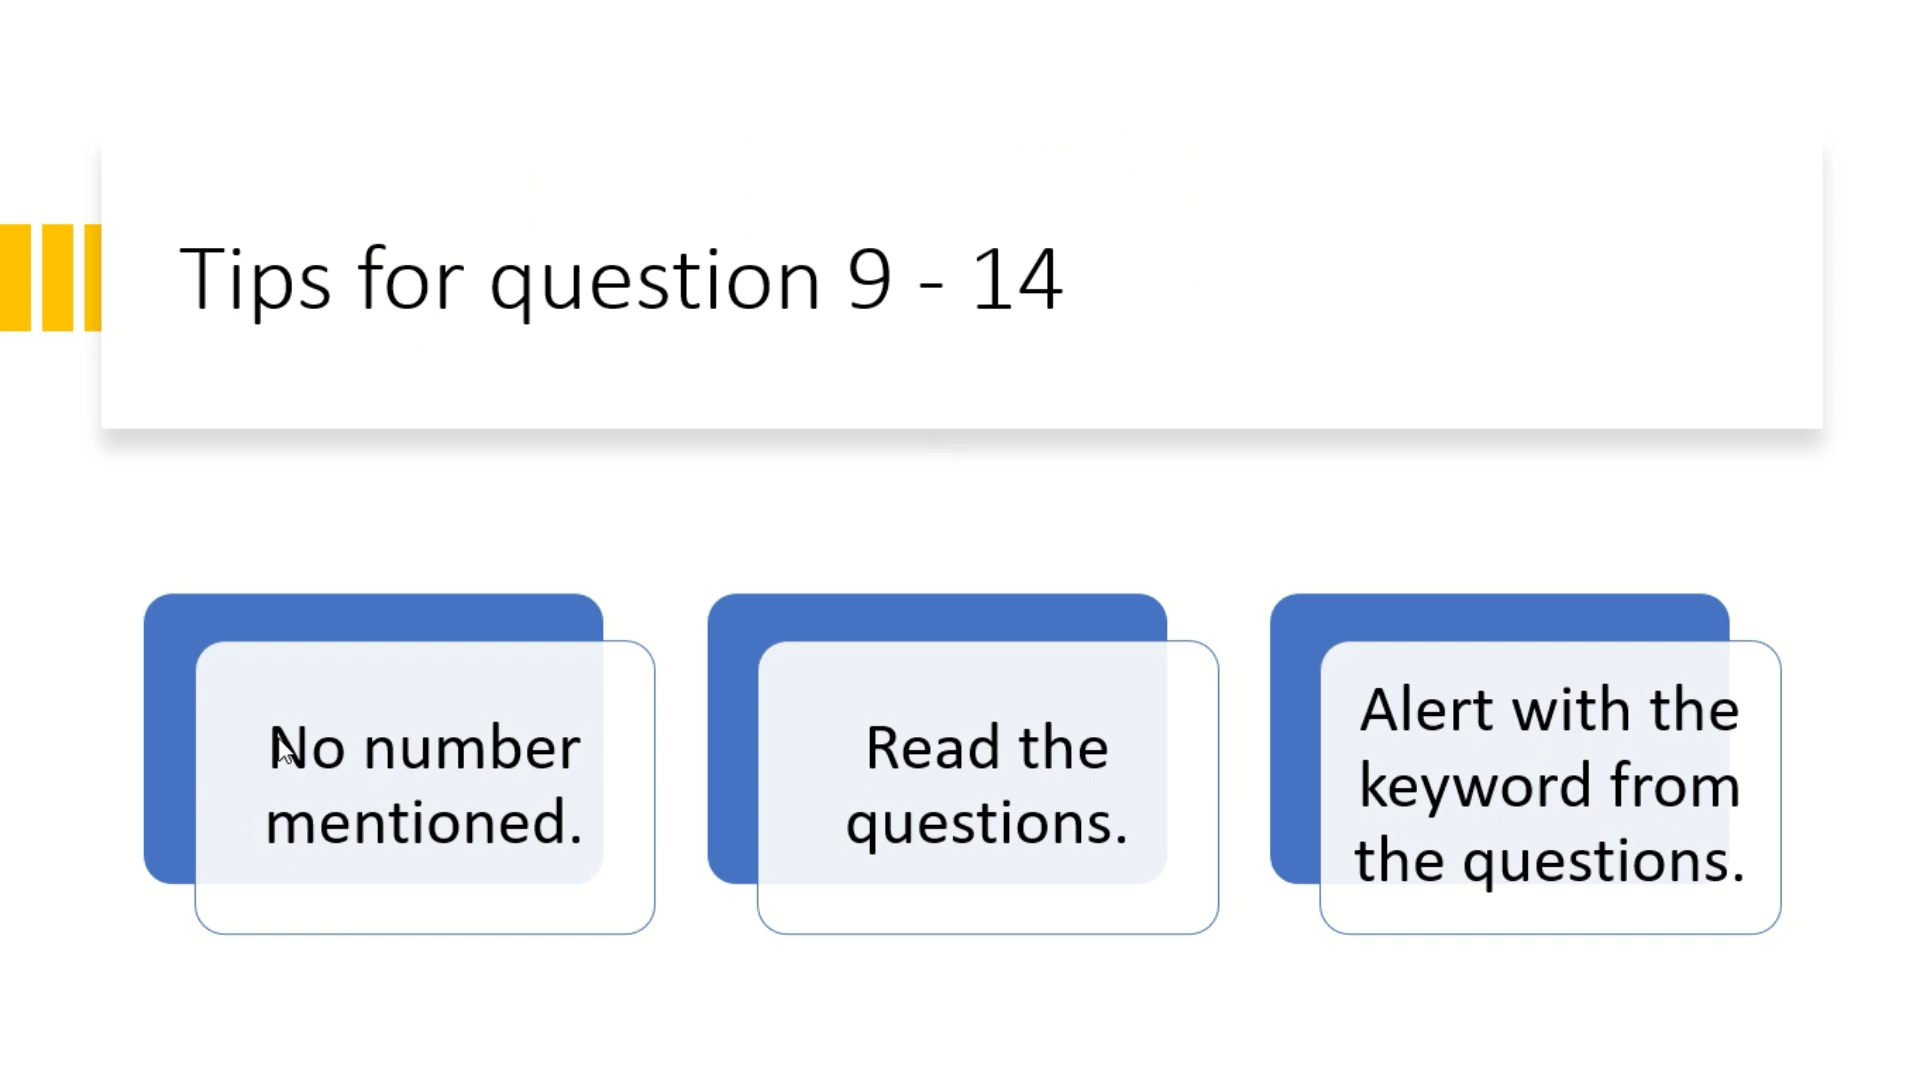 Tips for question 9 - 14
No number
mentioned.
Read the
questions.
Alert with the
keyword from
the questions.